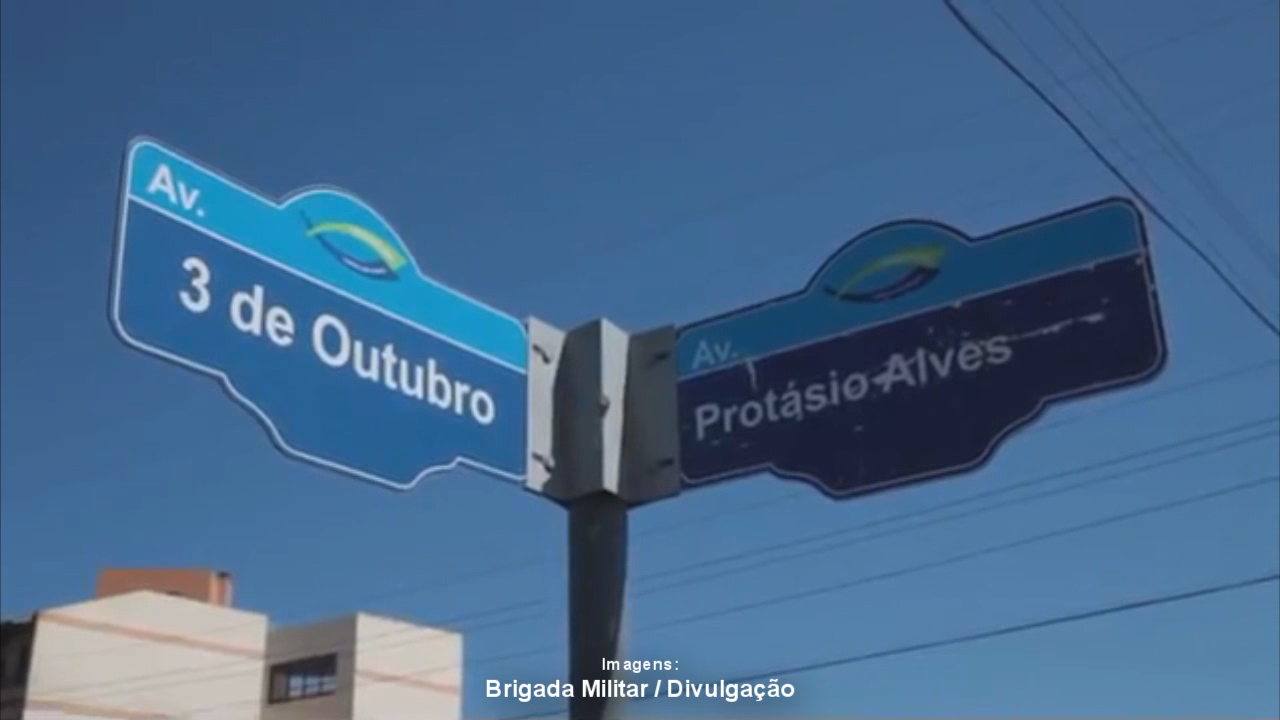 Av.
3 de Outubro
Av.
Protásio Alves
Imagens:
Brigada Militar / Divulgação